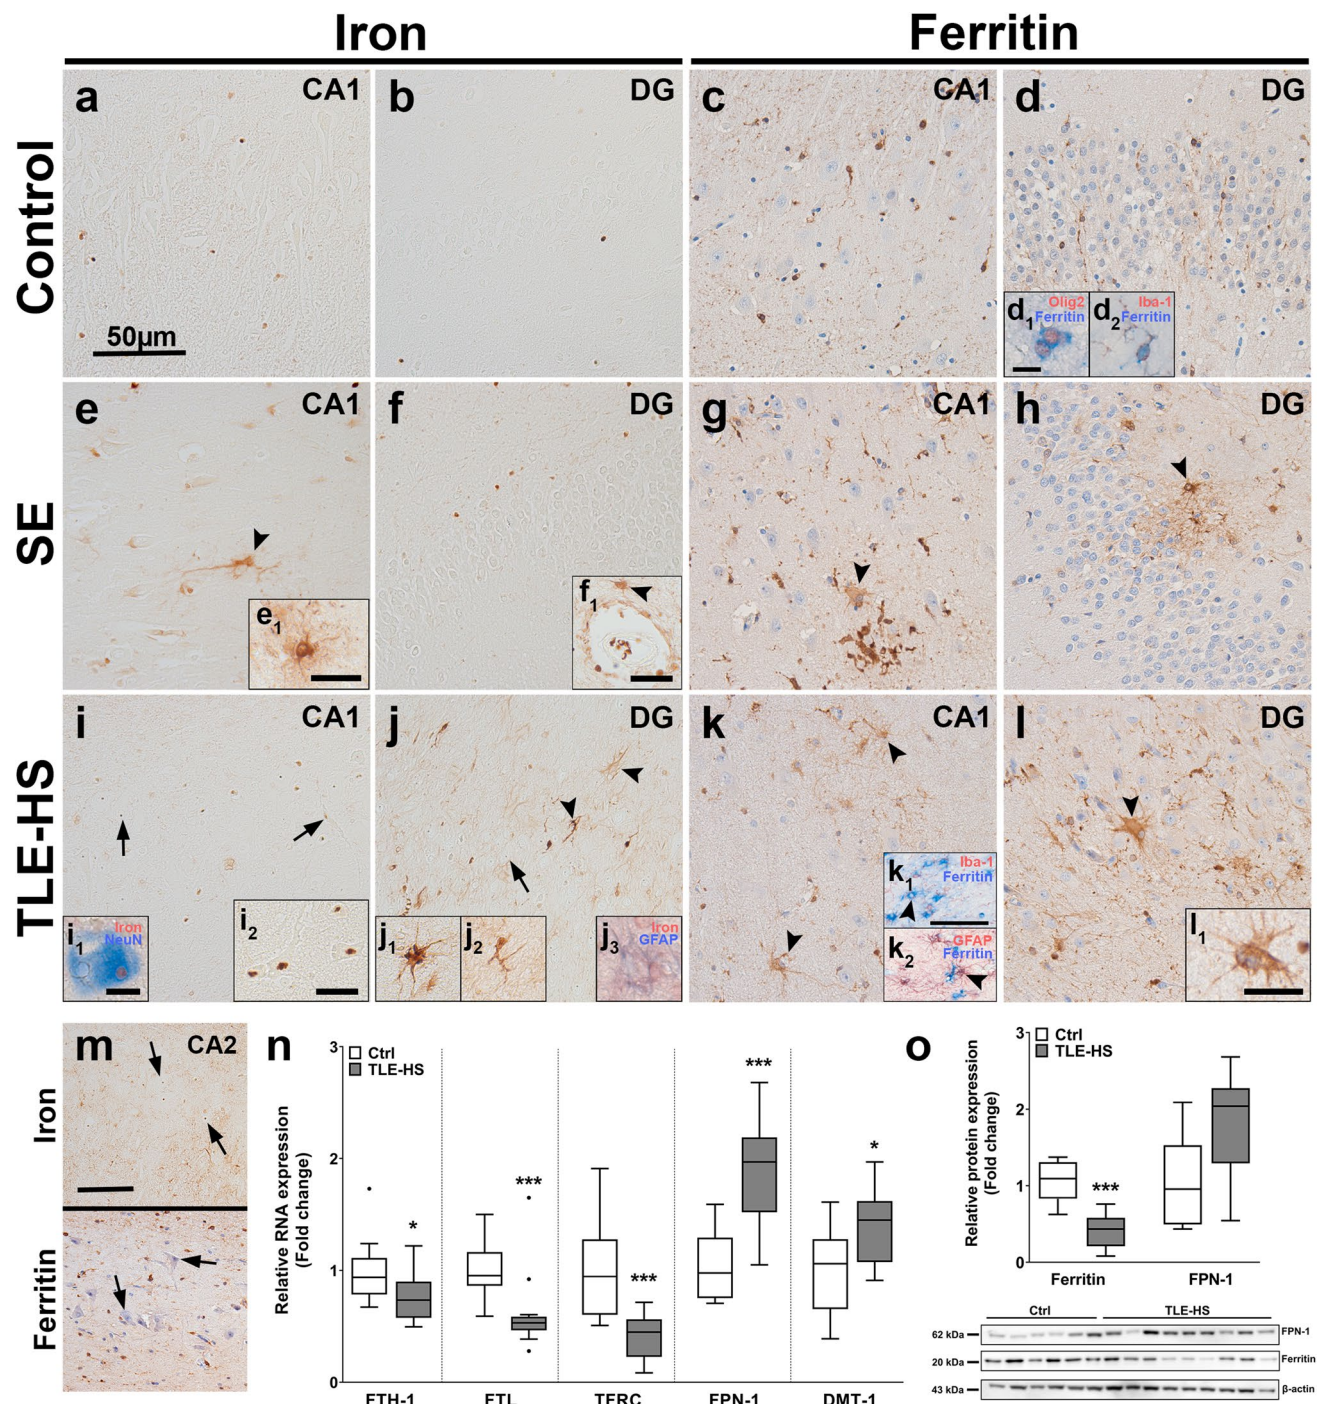 Iron
Ferritin
Control
a
CA1
b
DG
c
CA1
d
DG
50µm
d1
Olig2
Ferritin
d2
Iba-1
Ferritin
SE
e
CA1
f
DG
g
CA1
h
DG
e1
f1
TLE-HS
i
CA1
j
DG
k
CA1
l
DG
i1
Iron
NeuN
i2
j1
j2
j3
Iron
GFAP
k1
Iba-1
Ferritin
k2
GFAP
Ferritin
l1
m
CA2
Iron
Ferritin
n
Ctrl
TLE-HS
Relative RNA expression
(Fold change)
3
2
1
0
*
***
***
***
*
FTH-1
FTL
TFRC
FPN-1
DMT-1
o
Ctrl
TLE-HS
Relative protein expression
(Fold change)
3
2
1
0
***
Ferritin
FPN-1
Ctrl
TLE-HS
62 kDa
FPN-1
20 kDa
Ferritin
43 kDa
β-actin